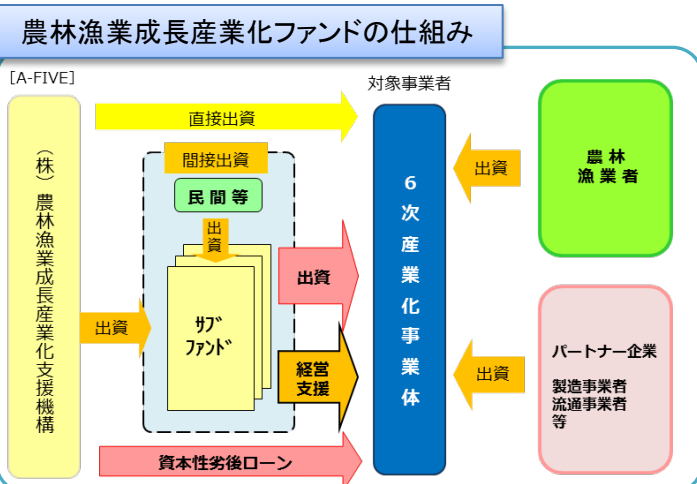 農林漁業成長産業化ファンドの仕組み
[A-FIVE]
対象事業者
(株)農林漁業成長産業化支援機構
直接出資
間接出資
民間等
出資
出資
サブ
ファンド
出資
経営
支援
資本性劣後ローン
6次産業化事業体
出資
農林
漁業者
出資
パートナー企業
製造事業者
流通事業者
等